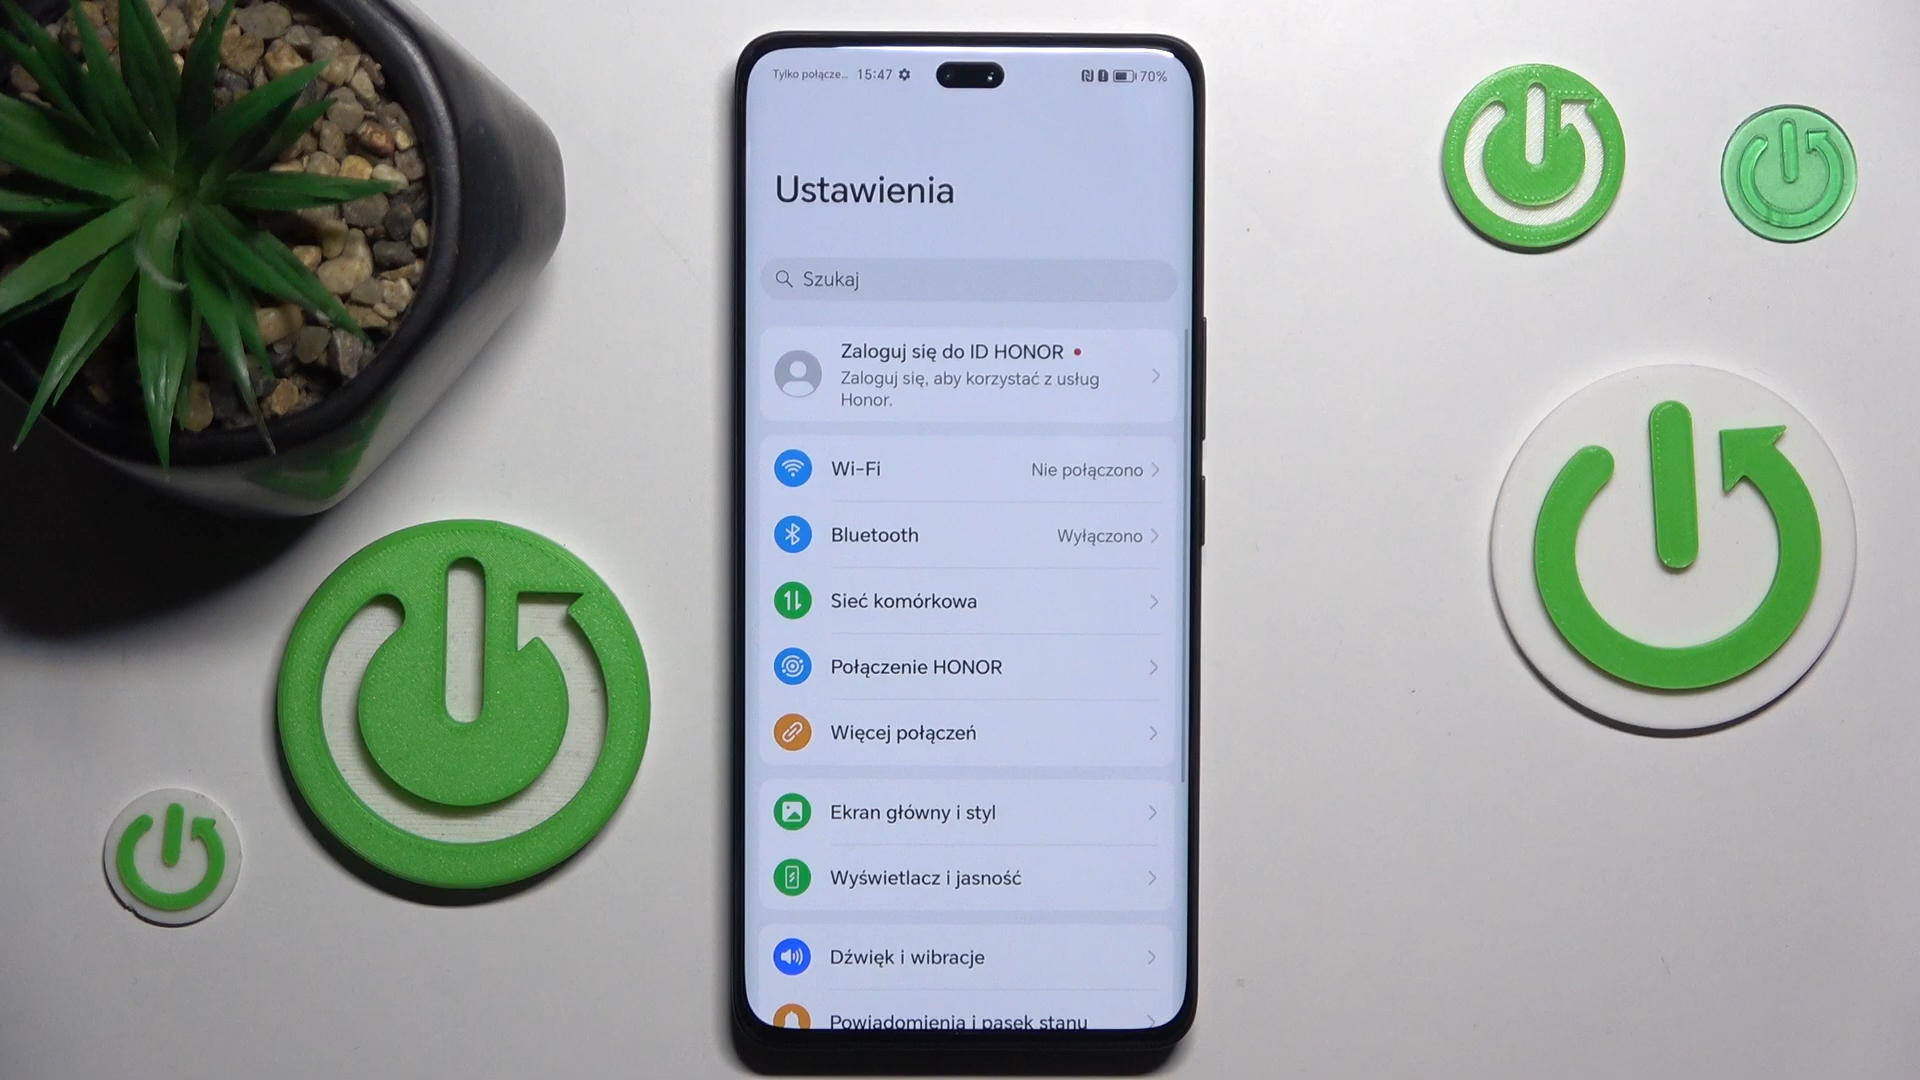 Tylko połącze... 15:47 70%
Ustawienia
Szukaj
Zaloguj się do ID HONOR
Zaloguj się, aby korzystać z usług
Honor.
Wi-Fi Nie połączono
Bluetooth Wyłączono
Sieć komórkowa
Połączenie HONOR
Więcej połączeń
Ekran główny i styl
Wyświetlacz i jasność
Dźwięk i wibracje
Powiadomienia i pasek stanu